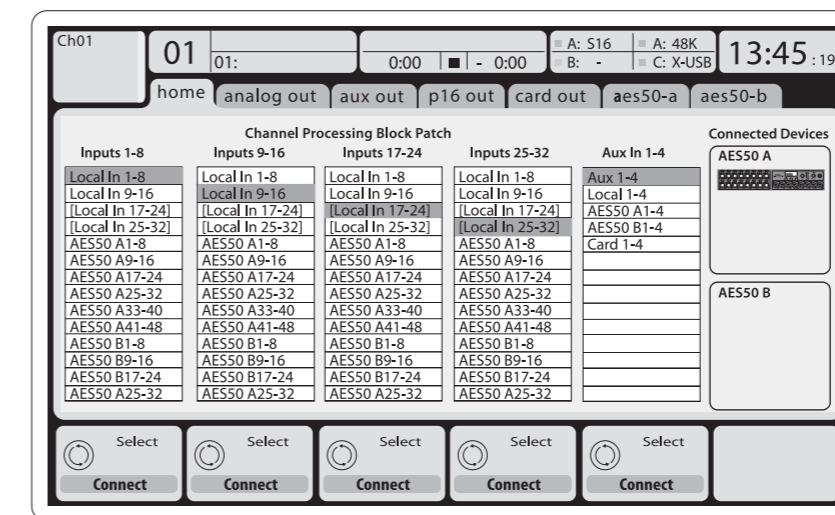 Ch01
01
01:
0:00 - 0:00
A: S16
B: -
A: 48K
C: X-USB
13:45 :19
home analog out aux out p16 out card out aes50-a aes50-b
Channel Processing Block Patch
Connected Devices
Inputs 1-8 Inputs 9-16 Inputs 17-24 Inputs 25-32 Aux In 1-4
AES50 A
Local In 1-8 Local In 1-8 Local In 1-8 Local In 1-8 Aux 1-4
Local In 9-16 Local In 9-16 Local In 9-16 Local In 9-16 Local 1-4
[Local In 17-24] [Local In 17-24] [Local In 17-24] [Local In 17-24] AES50 A1-4
[Local In 25-32] [Local In 25-32] [Local In 25-32] [Local In 25-32] AES50 B1-4
AES50 A1-8 AES50 A1-8 AES50 A1-8 AES50 A1-8 Card 1-4
AES50 A9-16 AES50 A9-16 AES50 A9-16 AES50 A9-16
AES50 A17-24 AES50 A17-24 AES50 A17-24 AES50 A17-24
AES50 A25-32 AES50 A25-32 AES50 A25-32 AES50 A25-32
AES50 B
AES50 A33-40 AES50 A33-40 AES50 A33-40 AES50 A33-40
AES50 A41-48 AES50 A41-48 AES50 A41-48 AES50 A41-48
AES50 B1-8 AES50 B1-8 AES50 B1-8 AES50 B1-8
AES50 B9-16 AES50 B9-16 AES50 B9-16 AES50 B9-16
AES50 B17-24 AES50 B17-24 AES50 B17-24 AES50 B17-24
AES50 A25-32 AES50 A25-32 AES50 A25-32 AES50 A25-32
Select Select Select Select Select
Connect Connect Connect Connect Connect